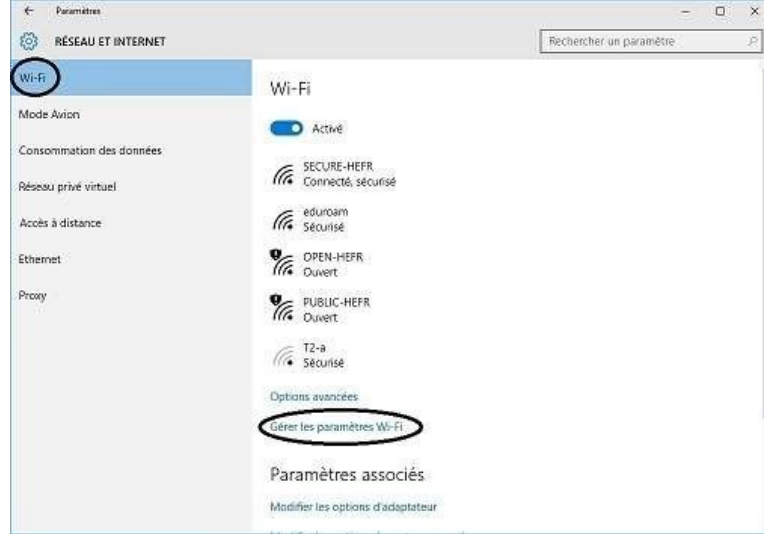 Paramètres
RÉSEAU ET INTERNET
Rechercher un paramètre
Wi-Fi
Mode Avion
Consommation des données
Réseau privé virtuel
Accès à distance
Ethernet
Proxy
Wi-Fi
Activé
SECURE-HEFR
Connecté, sécurisé
eduroam
Sécurisé
OPEN-HEFR
Ouvert
PUBLIC-HEFR
Ouvert
T2-a
Sécurisé
Options avancées
Gérer les paramètres Wi-Fi
Paramètres associés
Modifier les options d'adaptateur